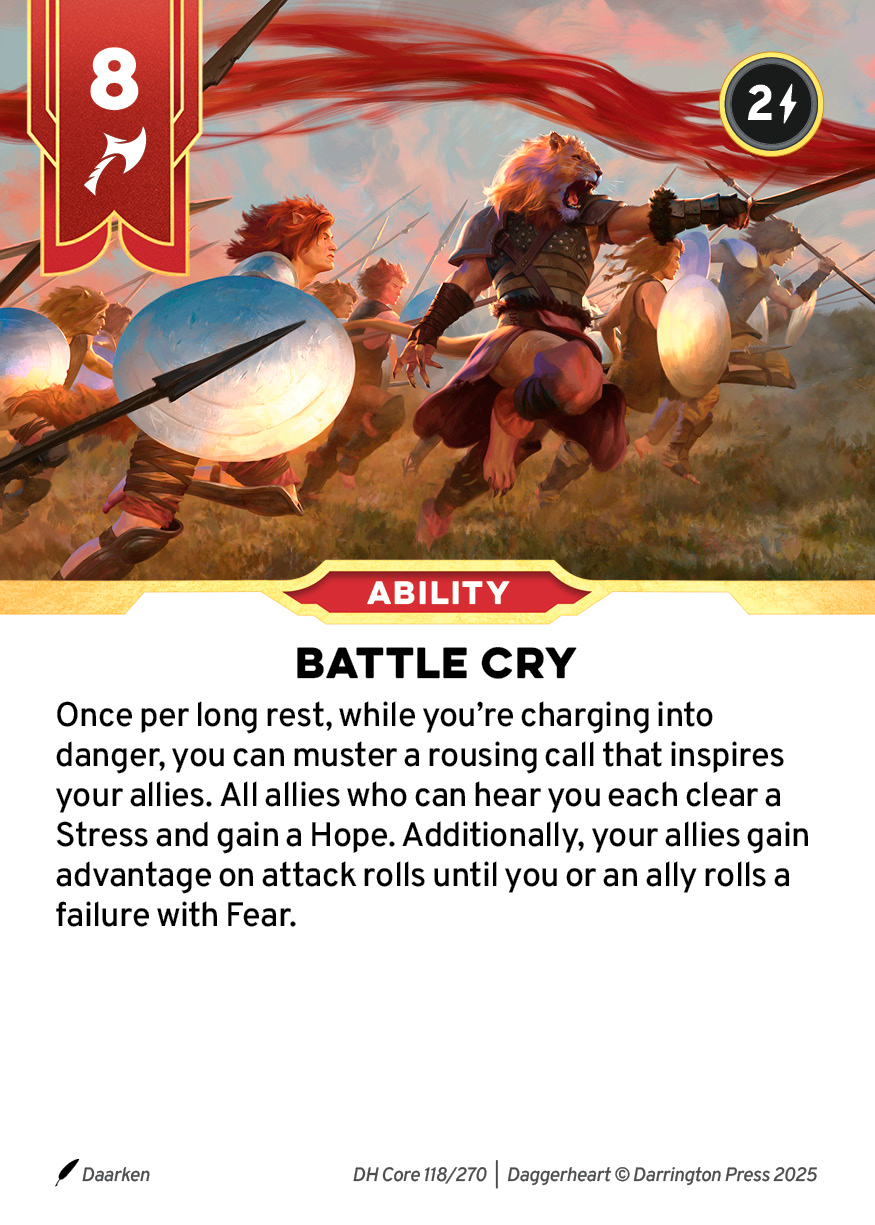 8
2
ABILITY
BATTLE CRY
Once per long rest, while you’re charging into
danger, you can muster a rousing call that inspires
your allies. All allies who can hear you each clear a
Stress and gain a Hope. Additionally, your allies gain
advantage on attack rolls until you or an ally rolls a
failure with Fear.
Daarken
DH Core 118/270 | Daggerheart © Darrington Press 2025